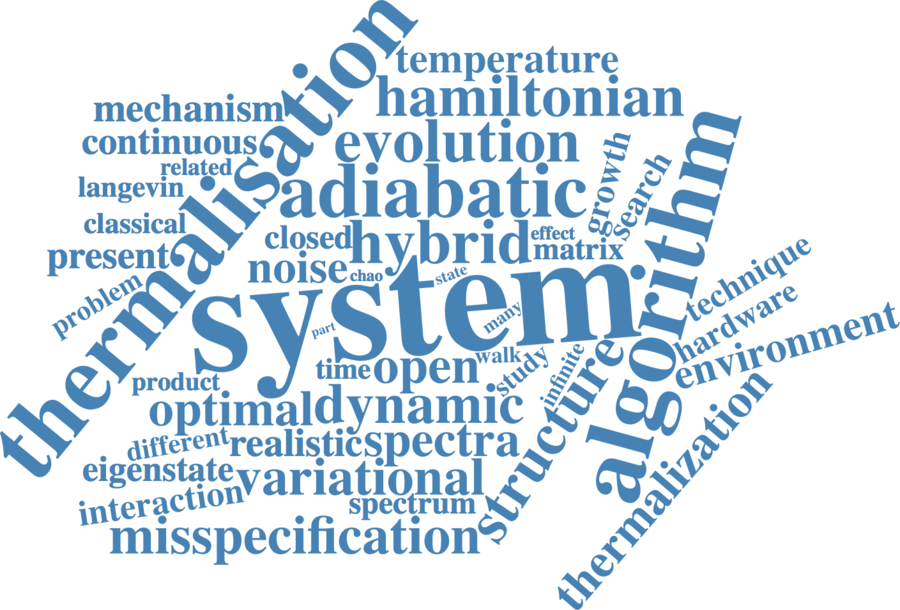 thermalisation
temperature
hamiltonian
mechanism
continuous
evolution
related
langevin
adiabatic
growth
search
algorithm
classical
closed
hybrid
effect
matrix
present
noise
chao
state
problem
system
many
part
technique
hardware
environment
time
open
walk
study
infinite
structure
product
optimal
dynamic
different
realistic
spectra
eigenstate
variational
interaction
spectrum
misspecification
thermalization